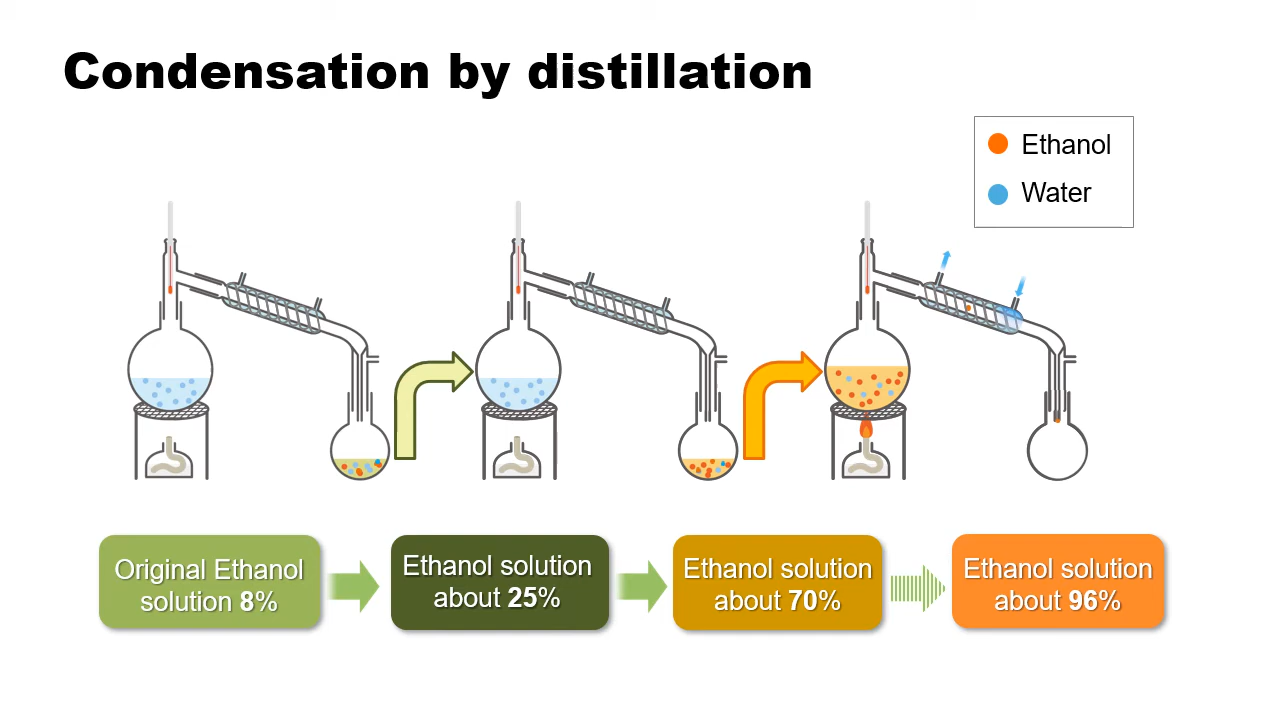 Condensation by distillation
Ethanol
Water
Original Ethanol
solution 8%
Ethanol solution
about 25%
Ethanol solution
about 70%
Ethanol solution
about 96%